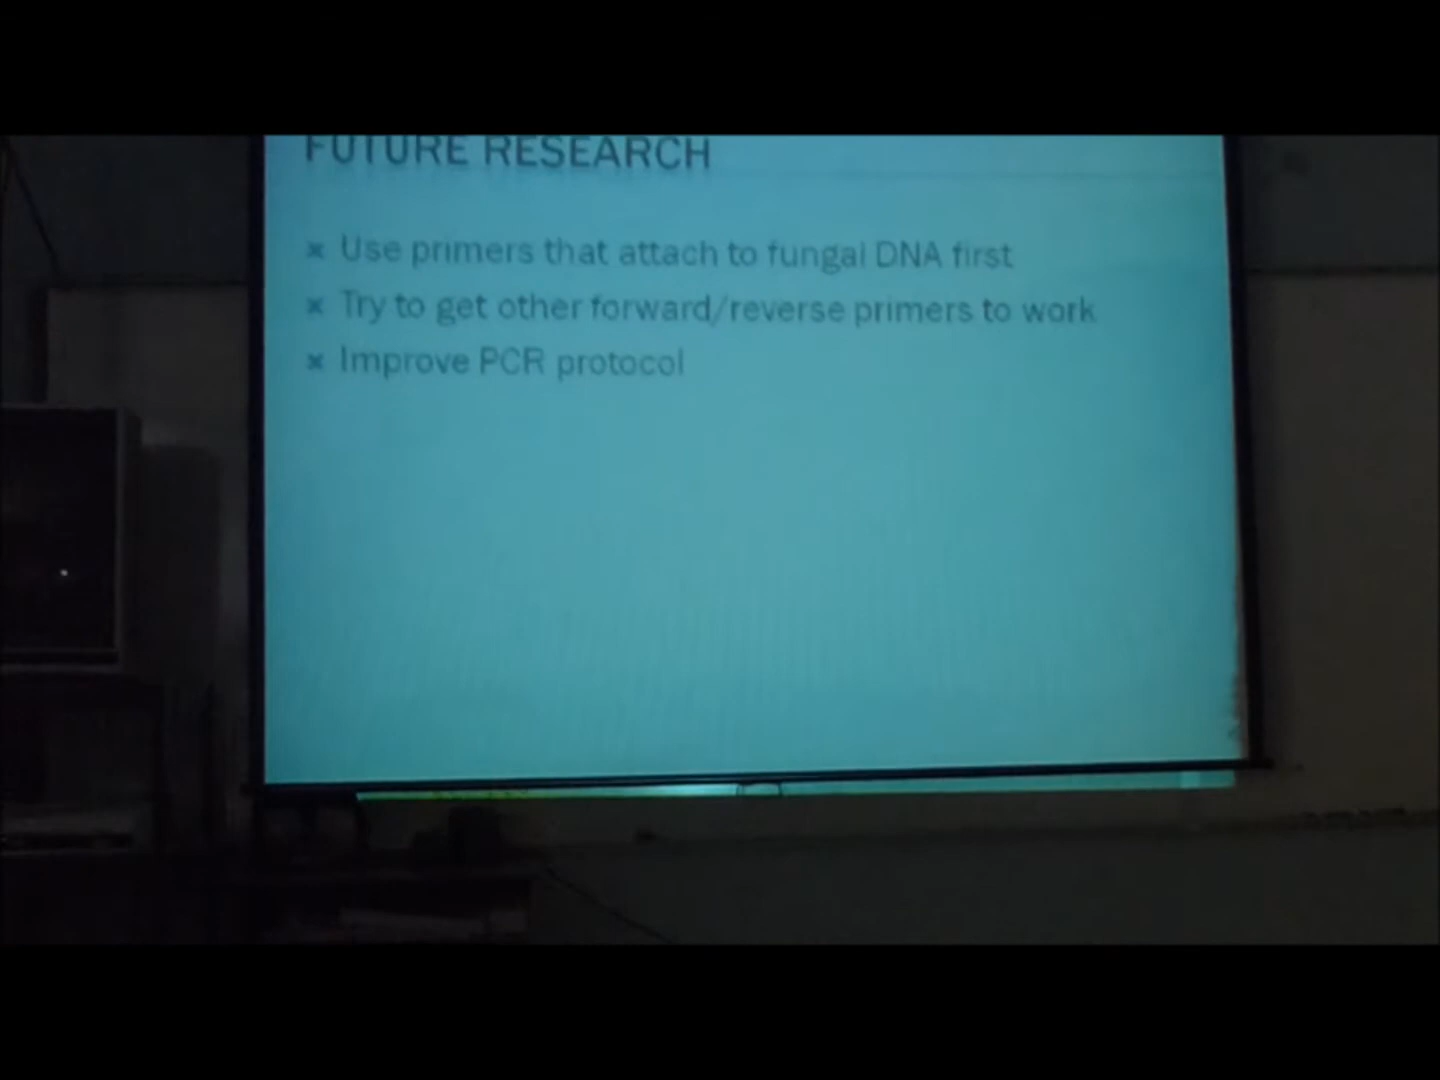 FUTURE RESEARCH
Use primers that attach to fungal DNA first
Try to get other forward/reverse primers to work
Improve PCR protocol